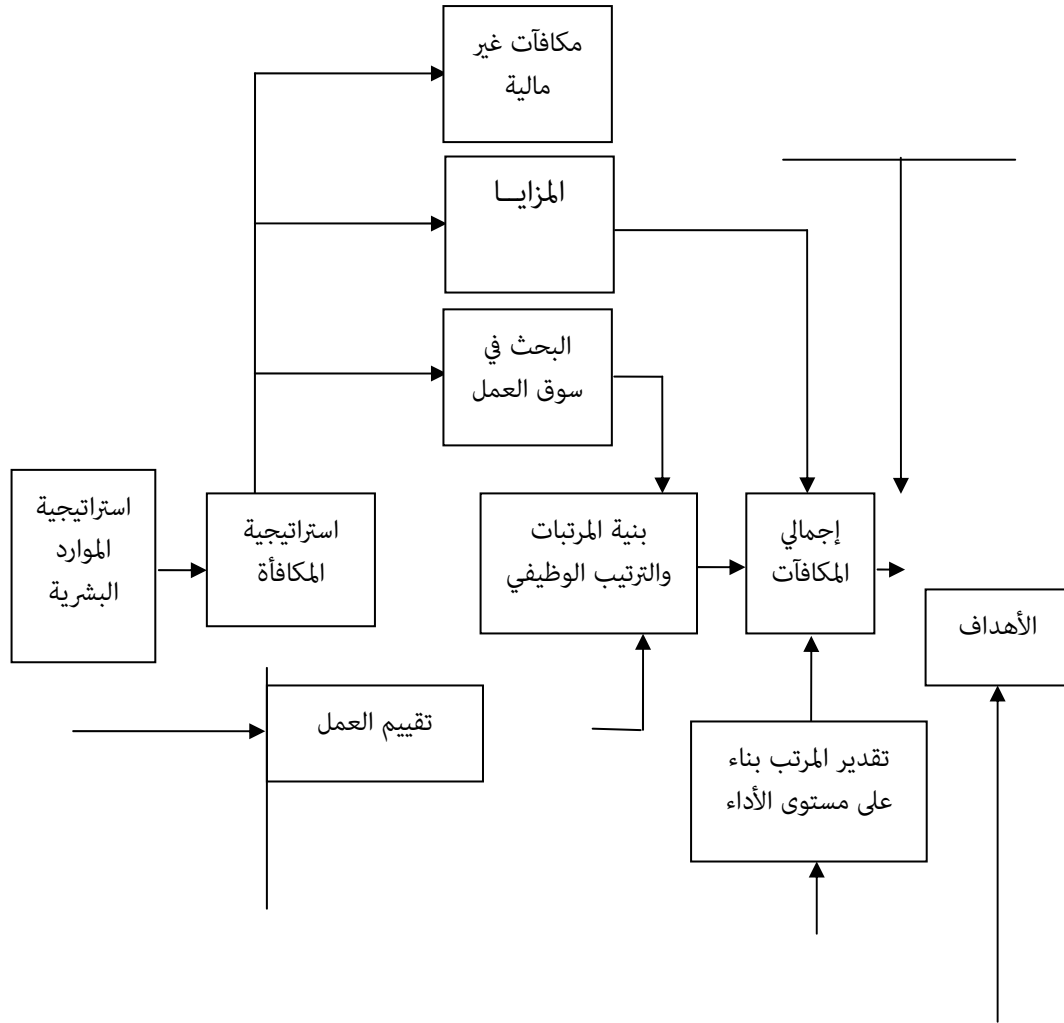 مكافآت غير
مالية
المزايــا
البحث في
سوق العمل
استراتيجية
الموارد
البشرية
استراتيجية
المكافأة
بنية المرتبات
والترتيب الوظيفي
إجمالي
المكافآت
الأهداف
تقييم العمل
تقدير المرتب بناء
على مستوى الأداء